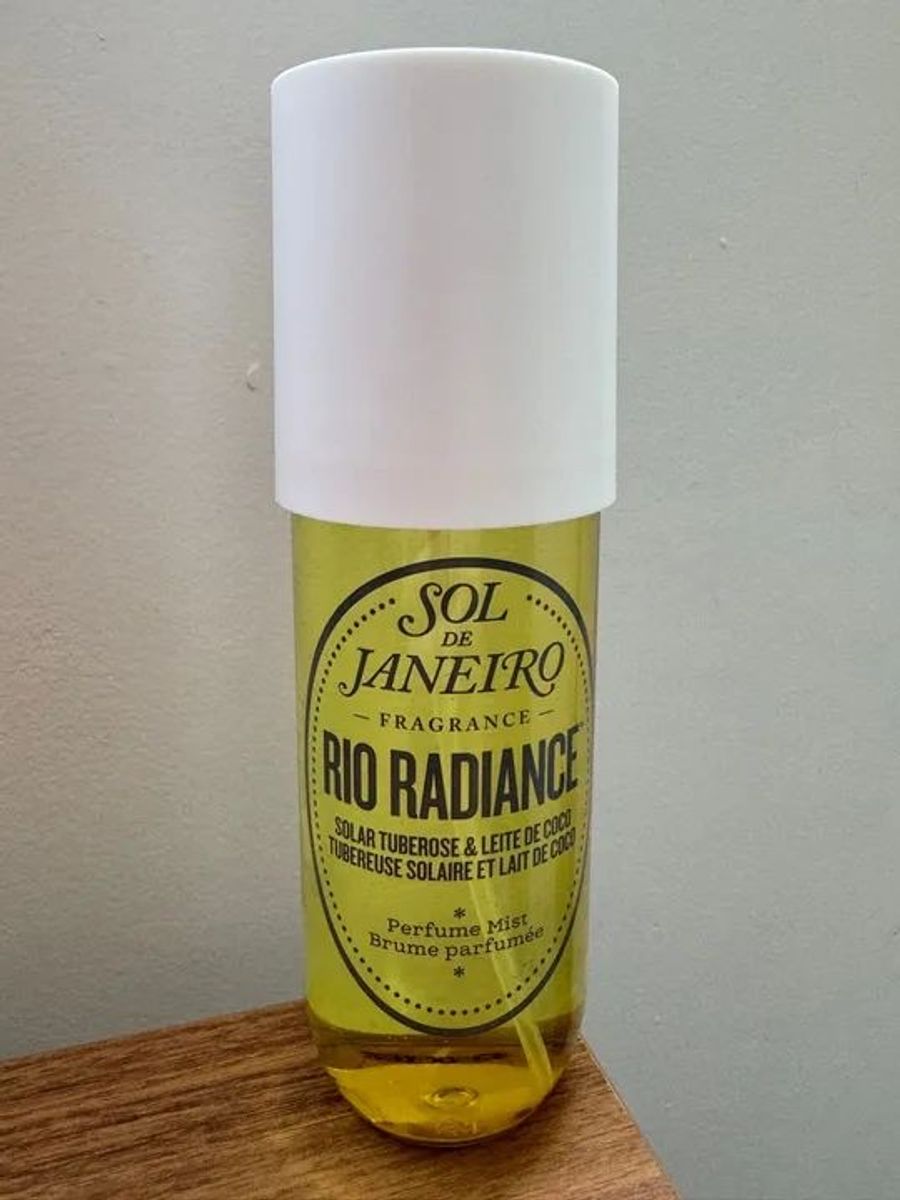 SOL
DE
JANEIRO
– FRAGRANCE –
RIO RADIANCE™
SOLAR TUBEROSE & LEITE DE COCO
TUBEREUSE SOLAIRE ET LAIT DE COCO
*
Perfume Mist
Brume parfumée
*